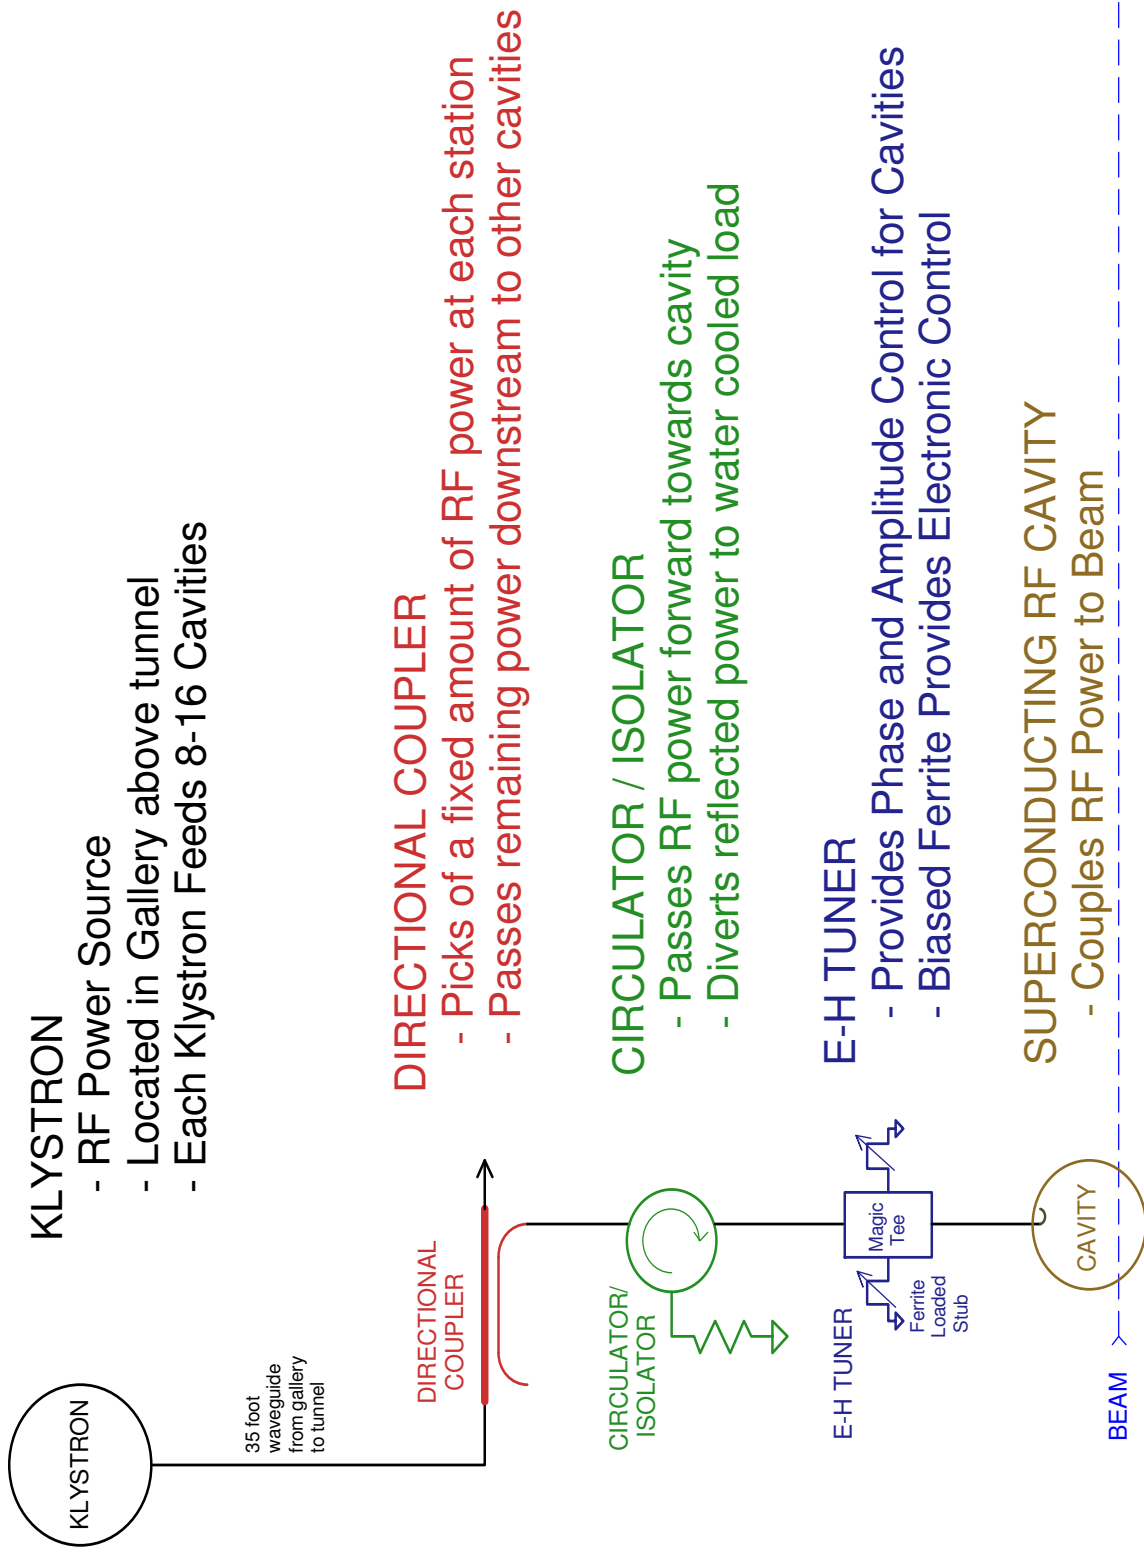 KLYSTRON
- RF Power Source
- Located in Gallery above tunnel
- Each Klystron Feeds 8-16 Cavities
DIRECTIONAL COUPLER
- Picks of a fixed amount of RF power at each station
- Passes remaining power downstream to other cavities
CIRCULATOR / ISOLATOR
- Passes RF power forward towards cavity
- Diverts reflected power to water cooled load
E-H TUNER
- Provides Phase and Amplitude Control for Cavities
- Biased Ferrite Provides Electronic Control
SUPERCONDUCTING RF CAVITY
- Couples RF Power to Beam
KLYSTRON
35 foot
waveguide
from gallery
to tunnel
DIRECTIONAL
COUPLER
CIRCULATOR/
ISOLATOR
E-H TUNER
Magic
Tee
Ferrite
Loaded
Stub
CAVITY
BEAM